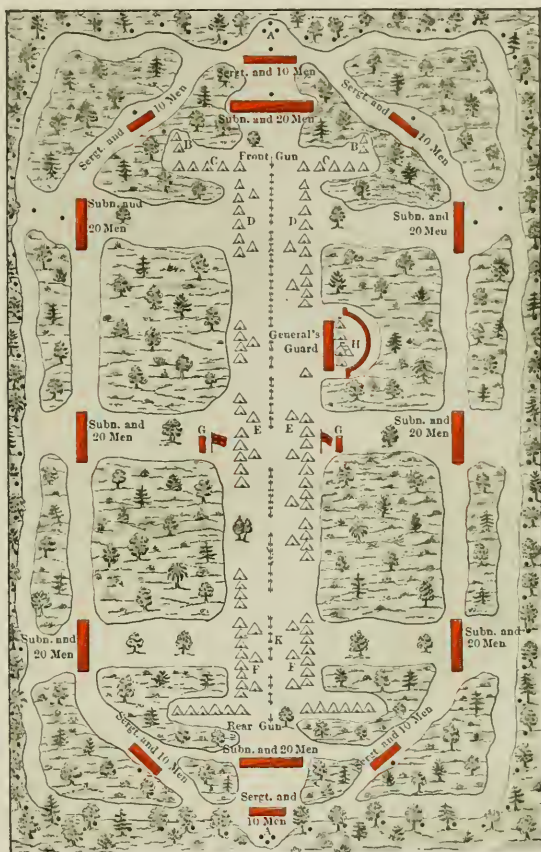 A
Sergt. and 10 Men
Subn. and 20 Men
Sergt. and 10 Men
Sergt. and 10 Men
B
B
Front Gun
C
C
Subn. and
20 Men
Subn. and
20 Men
D
D
General's
Guard
H
Subn. and
20 Men
Subn. and
20 Men
G
E
E
G
Subn. and
20 Men
Subn. and
20 Men
K
F
F
Rear Gun
Sergt. and 10 Men
Subn. and 20 Men
Sergt. and 10 Men
Sergt. and
10 Men
A